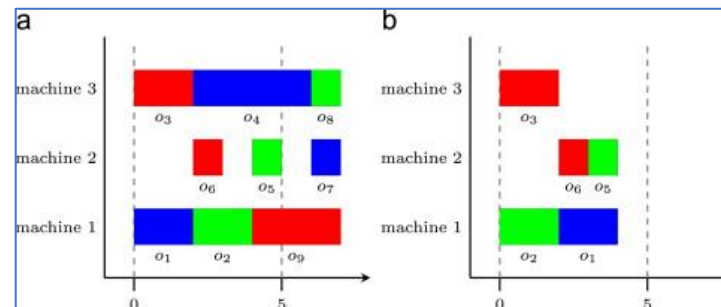 a
machine 3
o3 o4 o8
machine 2
o6 o5 o7
machine 1
o1 o2 o9
0 5
b
machine 3
o3
machine 2
o6 o5
machine 1
o2 o1
0 5